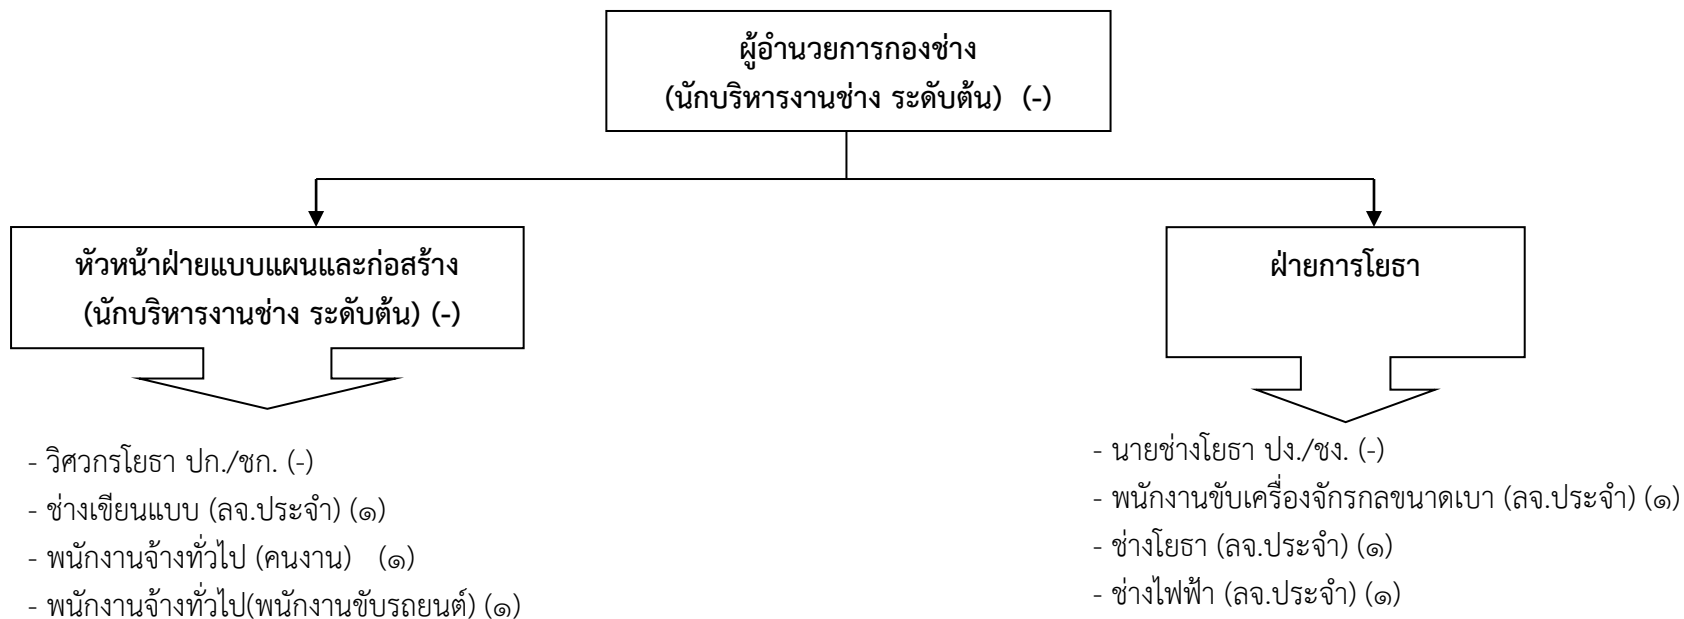 ผู้อำนวยการกองช่าง
(นักบริหารงานช่าง ระดับต้น) (-)
หัวหน้าฝ่ายแบบแผนและก่อสร้าง
(นักบริหารงานช่าง ระดับต้น) (-)
- วิศวกรโยธา ปก./ชก. (-)
- ช่างเขียนแบบ (ลจ.ประจำ) (๑)
- พนักงานจ้างทั่วไป (คนงาน) (๑)
- พนักงานจ้างทั่วไป(พนักงานขับรถยนต์) (๑)
ฝ่ายการโยธา
- นายช่างโยธา ปง./ชง. (-)
- พนักงานขับเครื่องจักรกลขนาดเบา (ลจ.ประจำ) (๑)
- ช่างโยธา (ลจ.ประจำ) (๑)
- ช่างไฟฟ้า (ลจ.ประจำ) (๑)